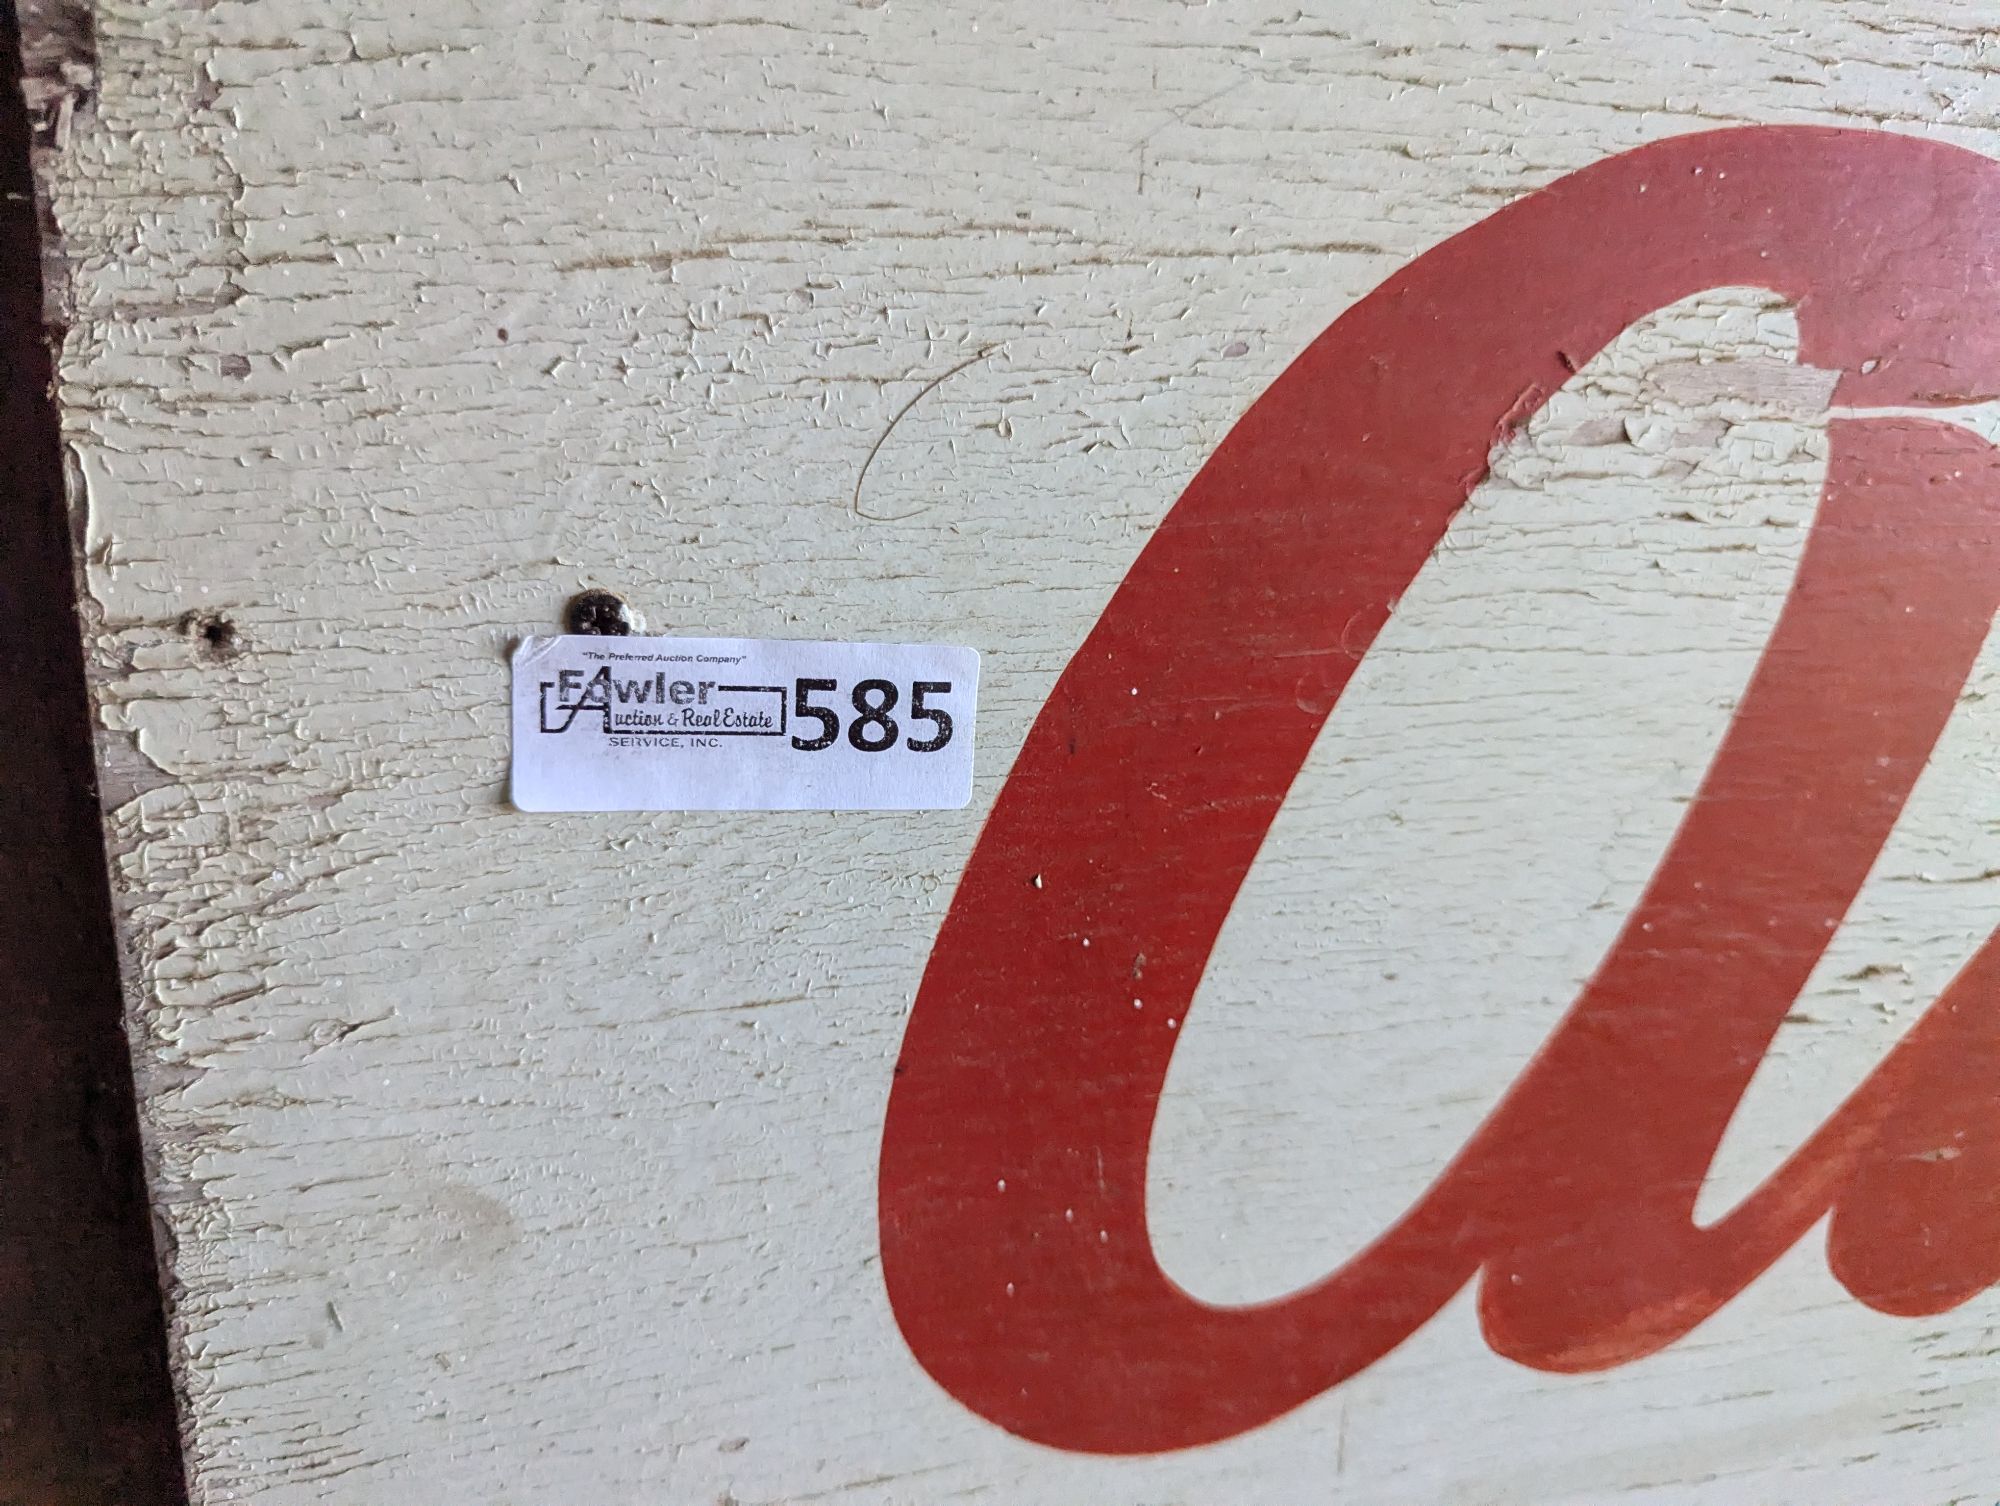 "The Preferred Auction Company"
Fowler
Auction & Real Estate 585
SERVICE, INC.
a